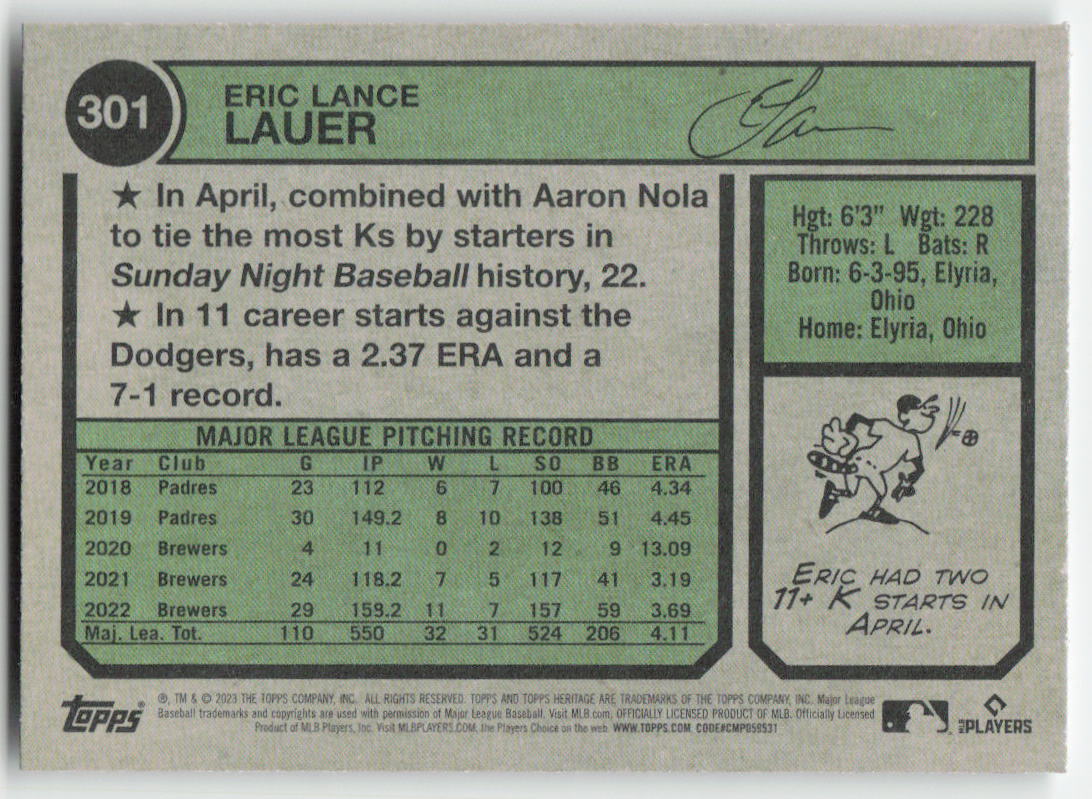 301
ERIC LANCE
LAUER
★ In April, combined with Aaron Nola
to tie the most Ks by starters in
Sunday Night Baseball history, 22.
★ In 11 career starts against the
Dodgers, has a 2.37 ERA and a
7-1 record.
Hgt: 6'3" Wgt: 228
Throws: L Bats: R
Born: 6-3-95, Elyria,
Ohio
Home: Elyria, Ohio
MAJOR LEAGUE PITCHING RECORD
Year Club G IP W L SO BB ERA
2018 Padres 23 112 6 7 100 46 4.34
2019 Padres 30 149.2 8 10 138 51 4.45
2020 Brewers 4 11 0 2 12 9 13.09
2021 Brewers 24 118.2 7 5 117 41 3.19
2022 Brewers 29 158.2 11 7 157 59 3.69
Maj. Lea. Tot. 110 550 32 31 524 206 4.11
ERIC HAD TWO
11+ K STARTS IN
APRIL.
TOPPS®
®, TM & © 2023 THE TOPPS COMPANY, INC. ALL RIGHTS RESERVED. TOPPS AND TOPPS HERITAGE ARE TRADEMARKS OF THE TOPPS COMPANY, INC. Major League
Baseball trademarks and copyrights are used with permission of Major League Baseball. Visit MLB.com. OFFICIALLY LICENSED PRODUCT OF MLB. Officially Licensed
Product of MLB Players, Inc. Visit MLBPLAYERS.COM, the Players Choice on the web. WWW.TOPPS.COM. CODE#CMP059531
MLB PLAYERS